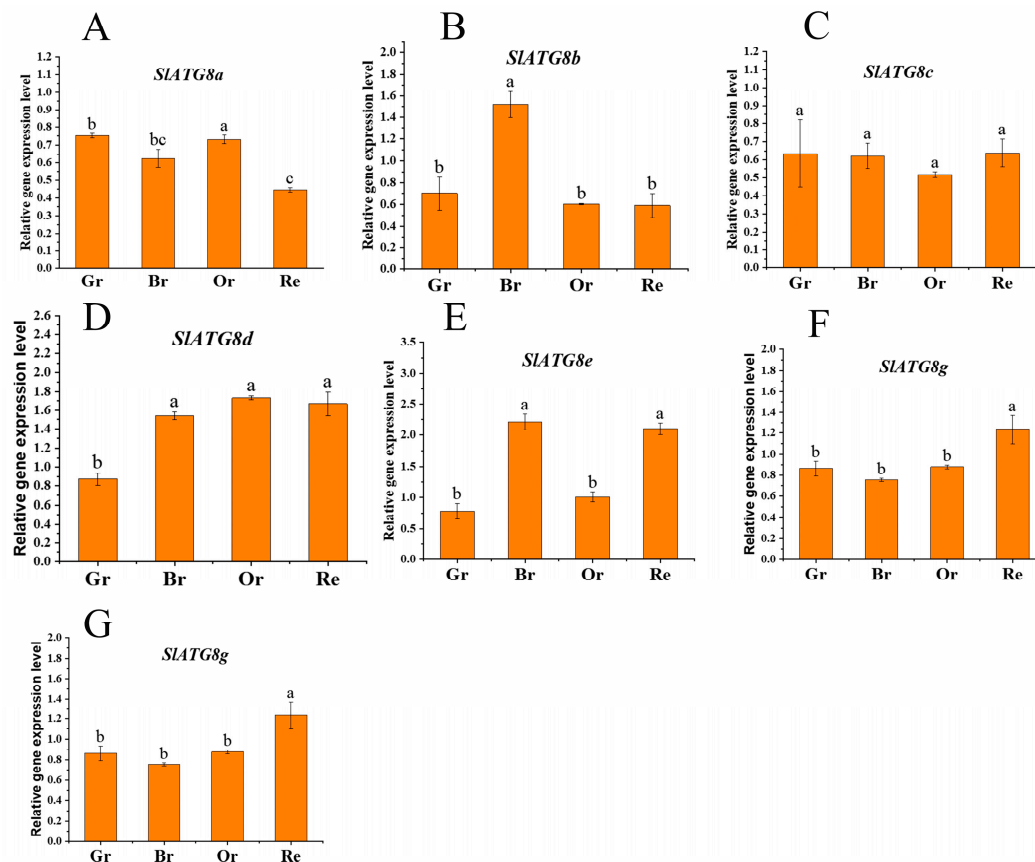 A
SlATG8a
Relative gene expression level
1.2
1.1
1.0
0.9
0.8
0.7
0.6
0.5
0.4
0.3
0.2
0.1
0.0
b
bc
a
c
Gr Br Or Re
B
SlATG8b
Relative gene expression level
2.0
1.8
1.6
1.4
1.2
1.0
0.8
0.6
0.4
0.2
0.0
b
a
b
b
Gr Br Or Re
C
SlATG8c
Relative gene expression level
1.2
1.1
1.0
0.9
0.8
0.7
0.6
0.5
0.4
0.3
0.2
0.1
0.0
a
a
a
a
Gr Br Or Re
D
SlATG8d
Relative gene expression level
2.6
2.4
2.2
2.0
1.8
1.6
1.4
1.2
1.0
0.8
0.6
0.4
0.2
0.0
b
a
a
a
Gr Br Or Re
E
SlATG8e
Relative gene expression level
3.5
3.0
2.5
2.0
1.5
1.0
0.5
0.0
b
a
b
a
Gr Br Or Re
F
SlATG8g
Relative gene expression level
2.0
1.8
1.6
1.4
1.2
1.0
0.8
0.6
0.4
0.2
0.0
b
b
b
a
Gr Br Or Re
G
SlATG8g
Relative gene expression level
2.0
1.8
1.6
1.4
1.2
1.0
0.8
0.6
0.4
0.2
0.0
b
b
b
a
Gr Br Or Re